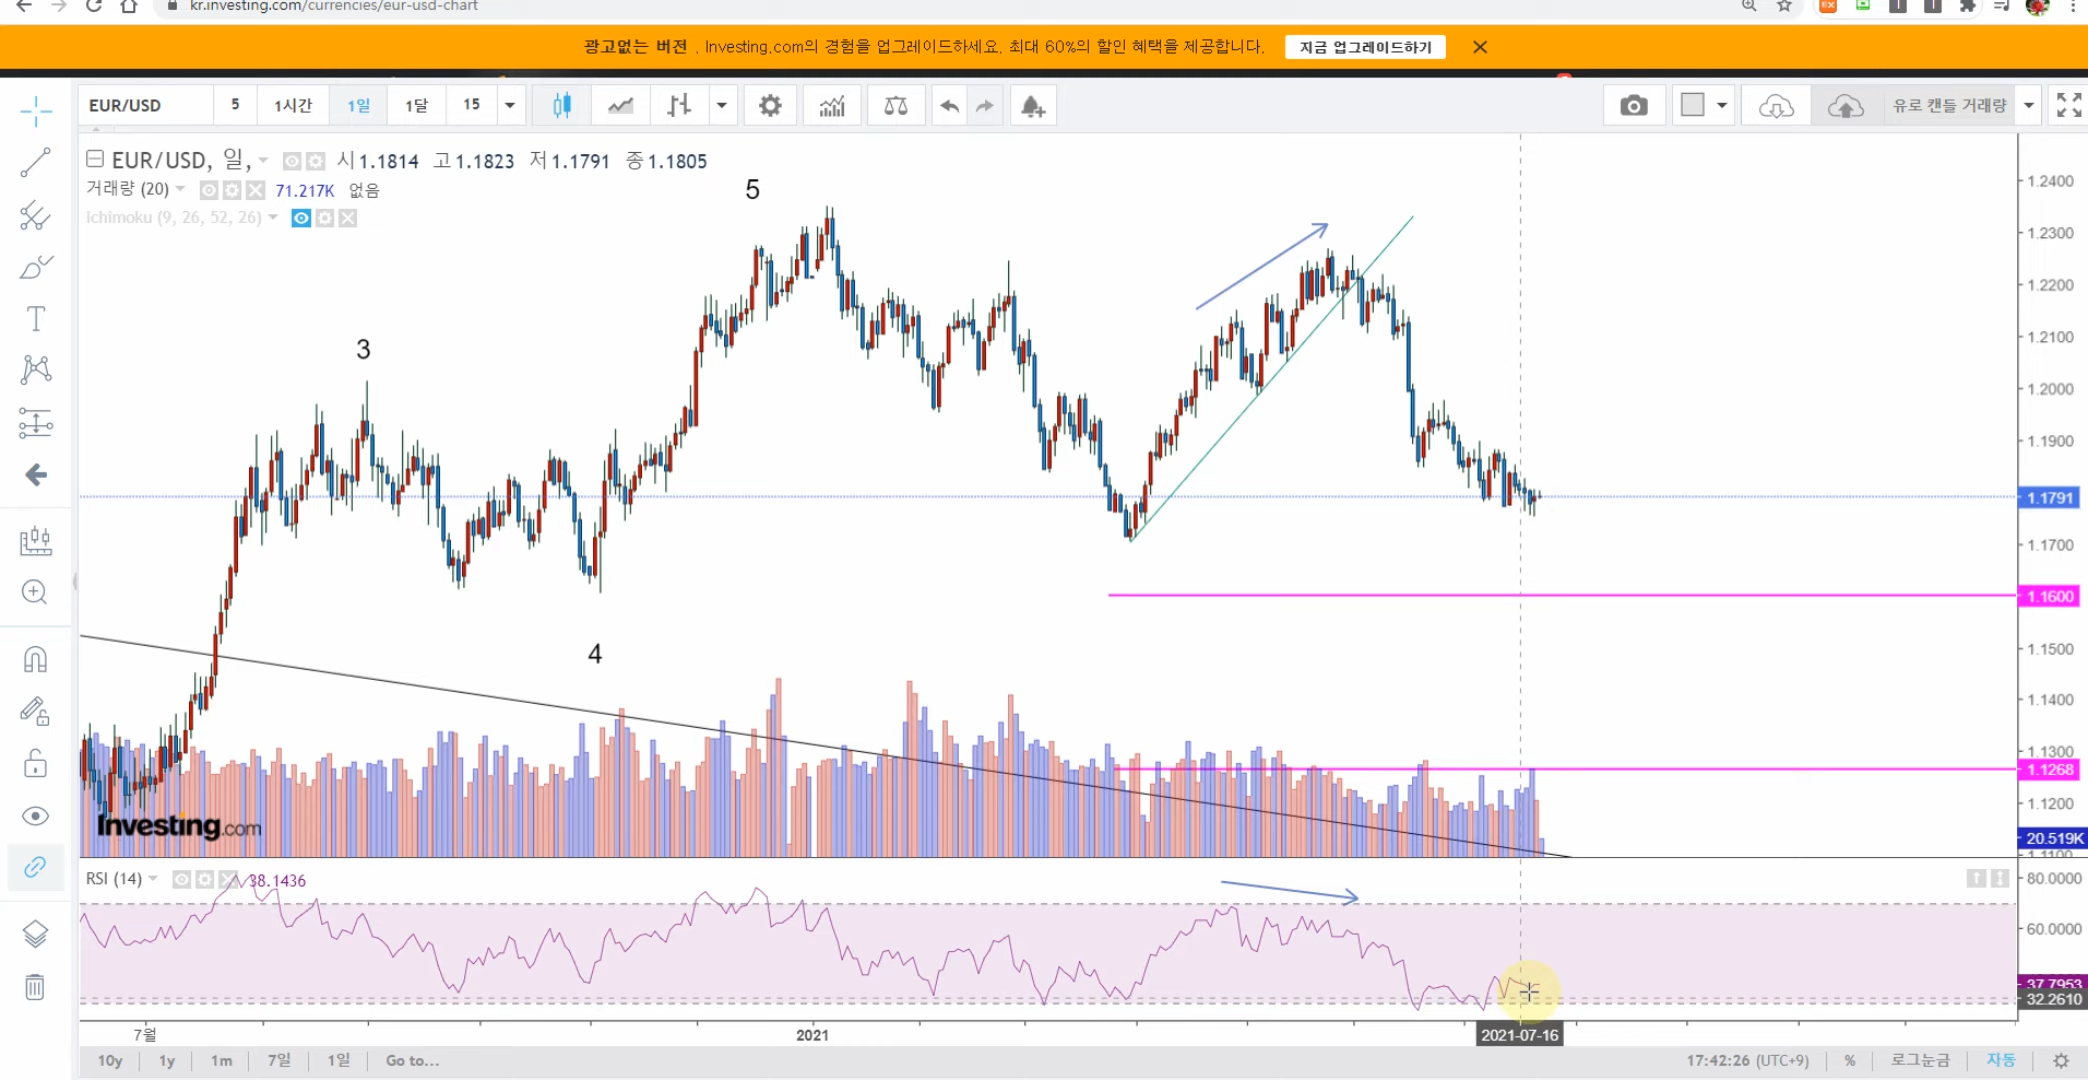 kr.investing.com/currencies/eur-usd-chart
광고없는 버전 . Investing.com의 경험을 업그레이드하세요. 최대 60%의 할인 혜택을 제공합니다. 지금 업그레이드하기
EUR/USD 5 1시간 1일 1달 15 유로 캔들 거래량
EUR/USD, 일, 시1.1814 고1.1823 저1.1791 종1.1805
거래량 (20) 71.217K 없음
Ichimoku (9, 26, 52, 26)
5
3
4
1.2400
1.2300
1.2200
1.2100
1.2000
1.1900
1.1791
1.1700
1.1600
1.1500
1.1400
1.1300
1.1268
1.1200
20.519K
1.1100
Investing.com
RSI (14) 38.1436
80.0000
60.0000
37.7953
32.2610
7월 2021 2021-07-16
10y 1y 1m 7일 1일 Go to... 17:42:26 (UTC+9) % 로그눈금 자동